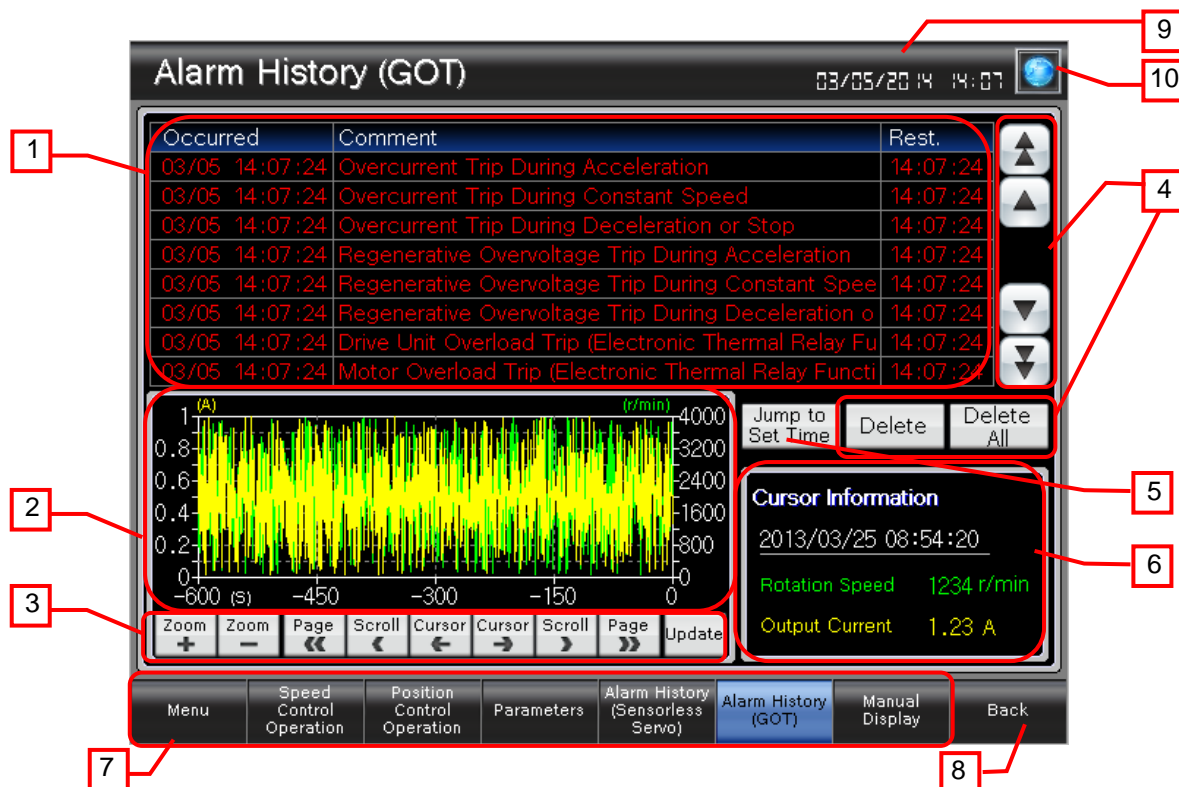 9
Alarm History (GOT)
03/05/2014 14:07
10
1
Occurred Comment Rest.
03/05 14:07:24 Overcurrent Trip During Acceleration 14:07:24
03/05 14:07:24 Overcurrent Trip During Constant Speed 14:07:24
03/05 14:07:24 Overcurrent Trip During Deceleration or Stop 14:07:24
03/05 14:07:24 Regenerative Overvoltage Trip During Acceleration 14:07:24
03/05 14:07:24 Regenerative Overvoltage Trip During Constant Spee 14:07:24
03/05 14:07:24 Regenerative Overvoltage Trip During Deceleration o 14:07:24
03/05 14:07:24 Drive Unit Overload Trip (Electronic Thermal Relay Fu 14:07:24
03/05 14:07:24 Motor Overload Trip (Electronic Thermal Relay Functi 14:07:24
4
2
(A) (r/min)
1 4000
0.8 3200
0.6 2400
0.4 1600
0.2 800
0 0
-600 (S) -450 -300 -150 0
Jump to
Set Time
Delete
Delete
All
5
Cursor Information
2013/03/25 08:54:20
Rotation Speed 1234 r/min
Output Current 1.23 A
6
3
Zoom
+
Zoom
−
Page
Scroll
Cursor
Cursor
Scroll
Page
Update
Menu
Speed
Control
Operation
Position
Control
Operation
Parameters
Alarm History
(Sensorless
Servo)
Alarm History
(GOT)
Manual
Display
Back
7
8